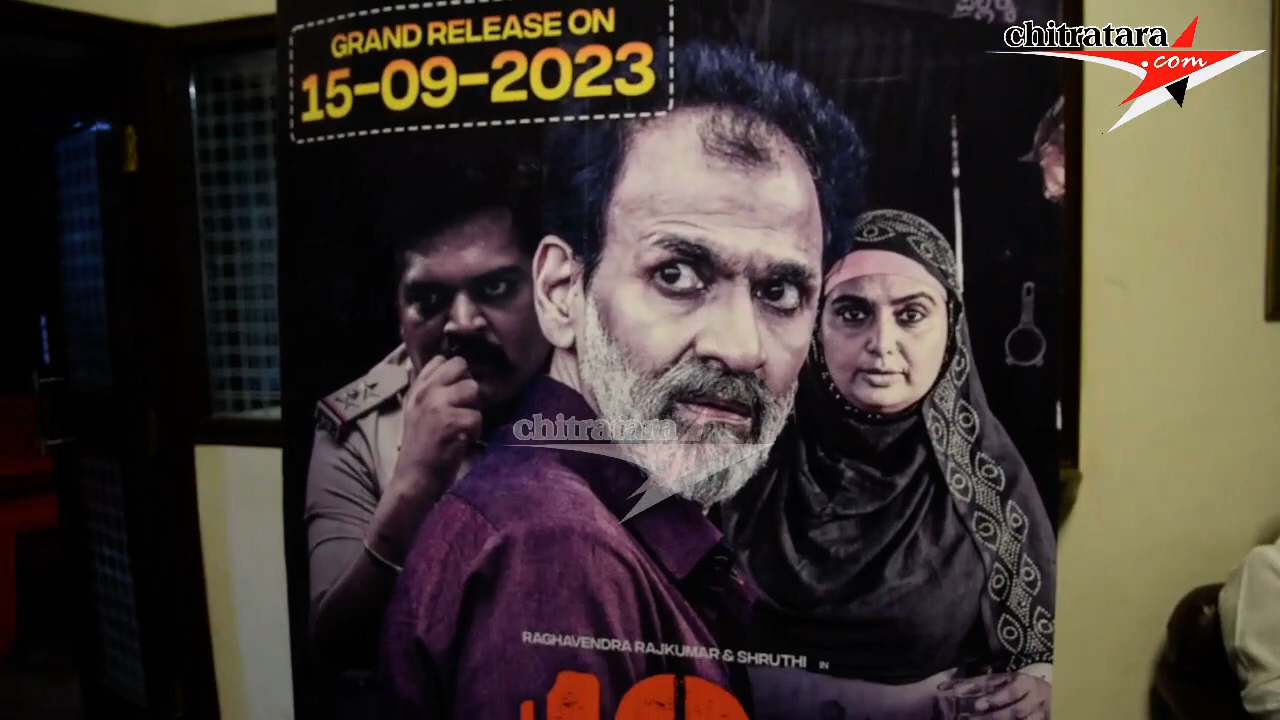 GRAND RELEASE ON
15-09-2023
chitratara
.com
chitratara
RAGHAVENDRA RAJKUMAR & SHRUTHI IN